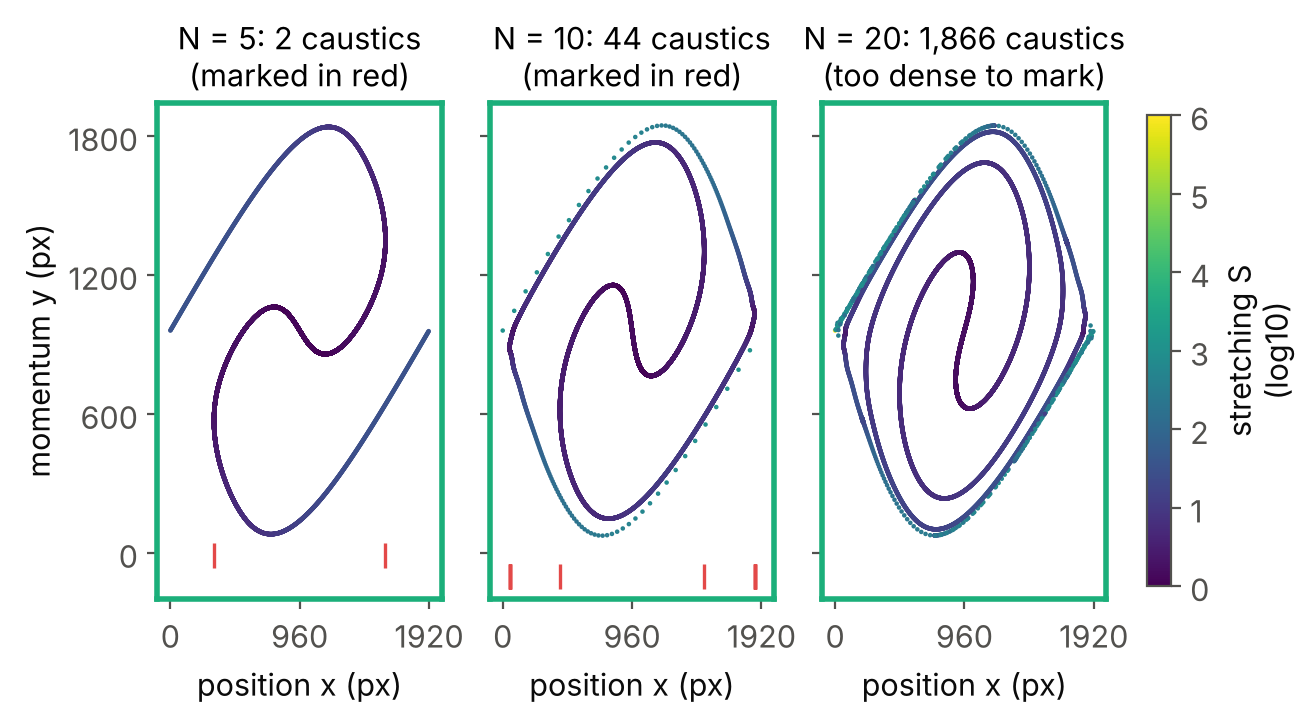 N = 5: 2 caustics
(marked in red)
N = 10: 44 caustics
(marked in red)
N = 20: 1,866 caustics
(too dense to mark)
momentum y (px)
1800
1200
600
0
0
960
1920
position x (px)
0
960
1920
position x (px)
0
960
1920
position x (px)
6
5
4
3
2
1
0
stretching S
(log10)